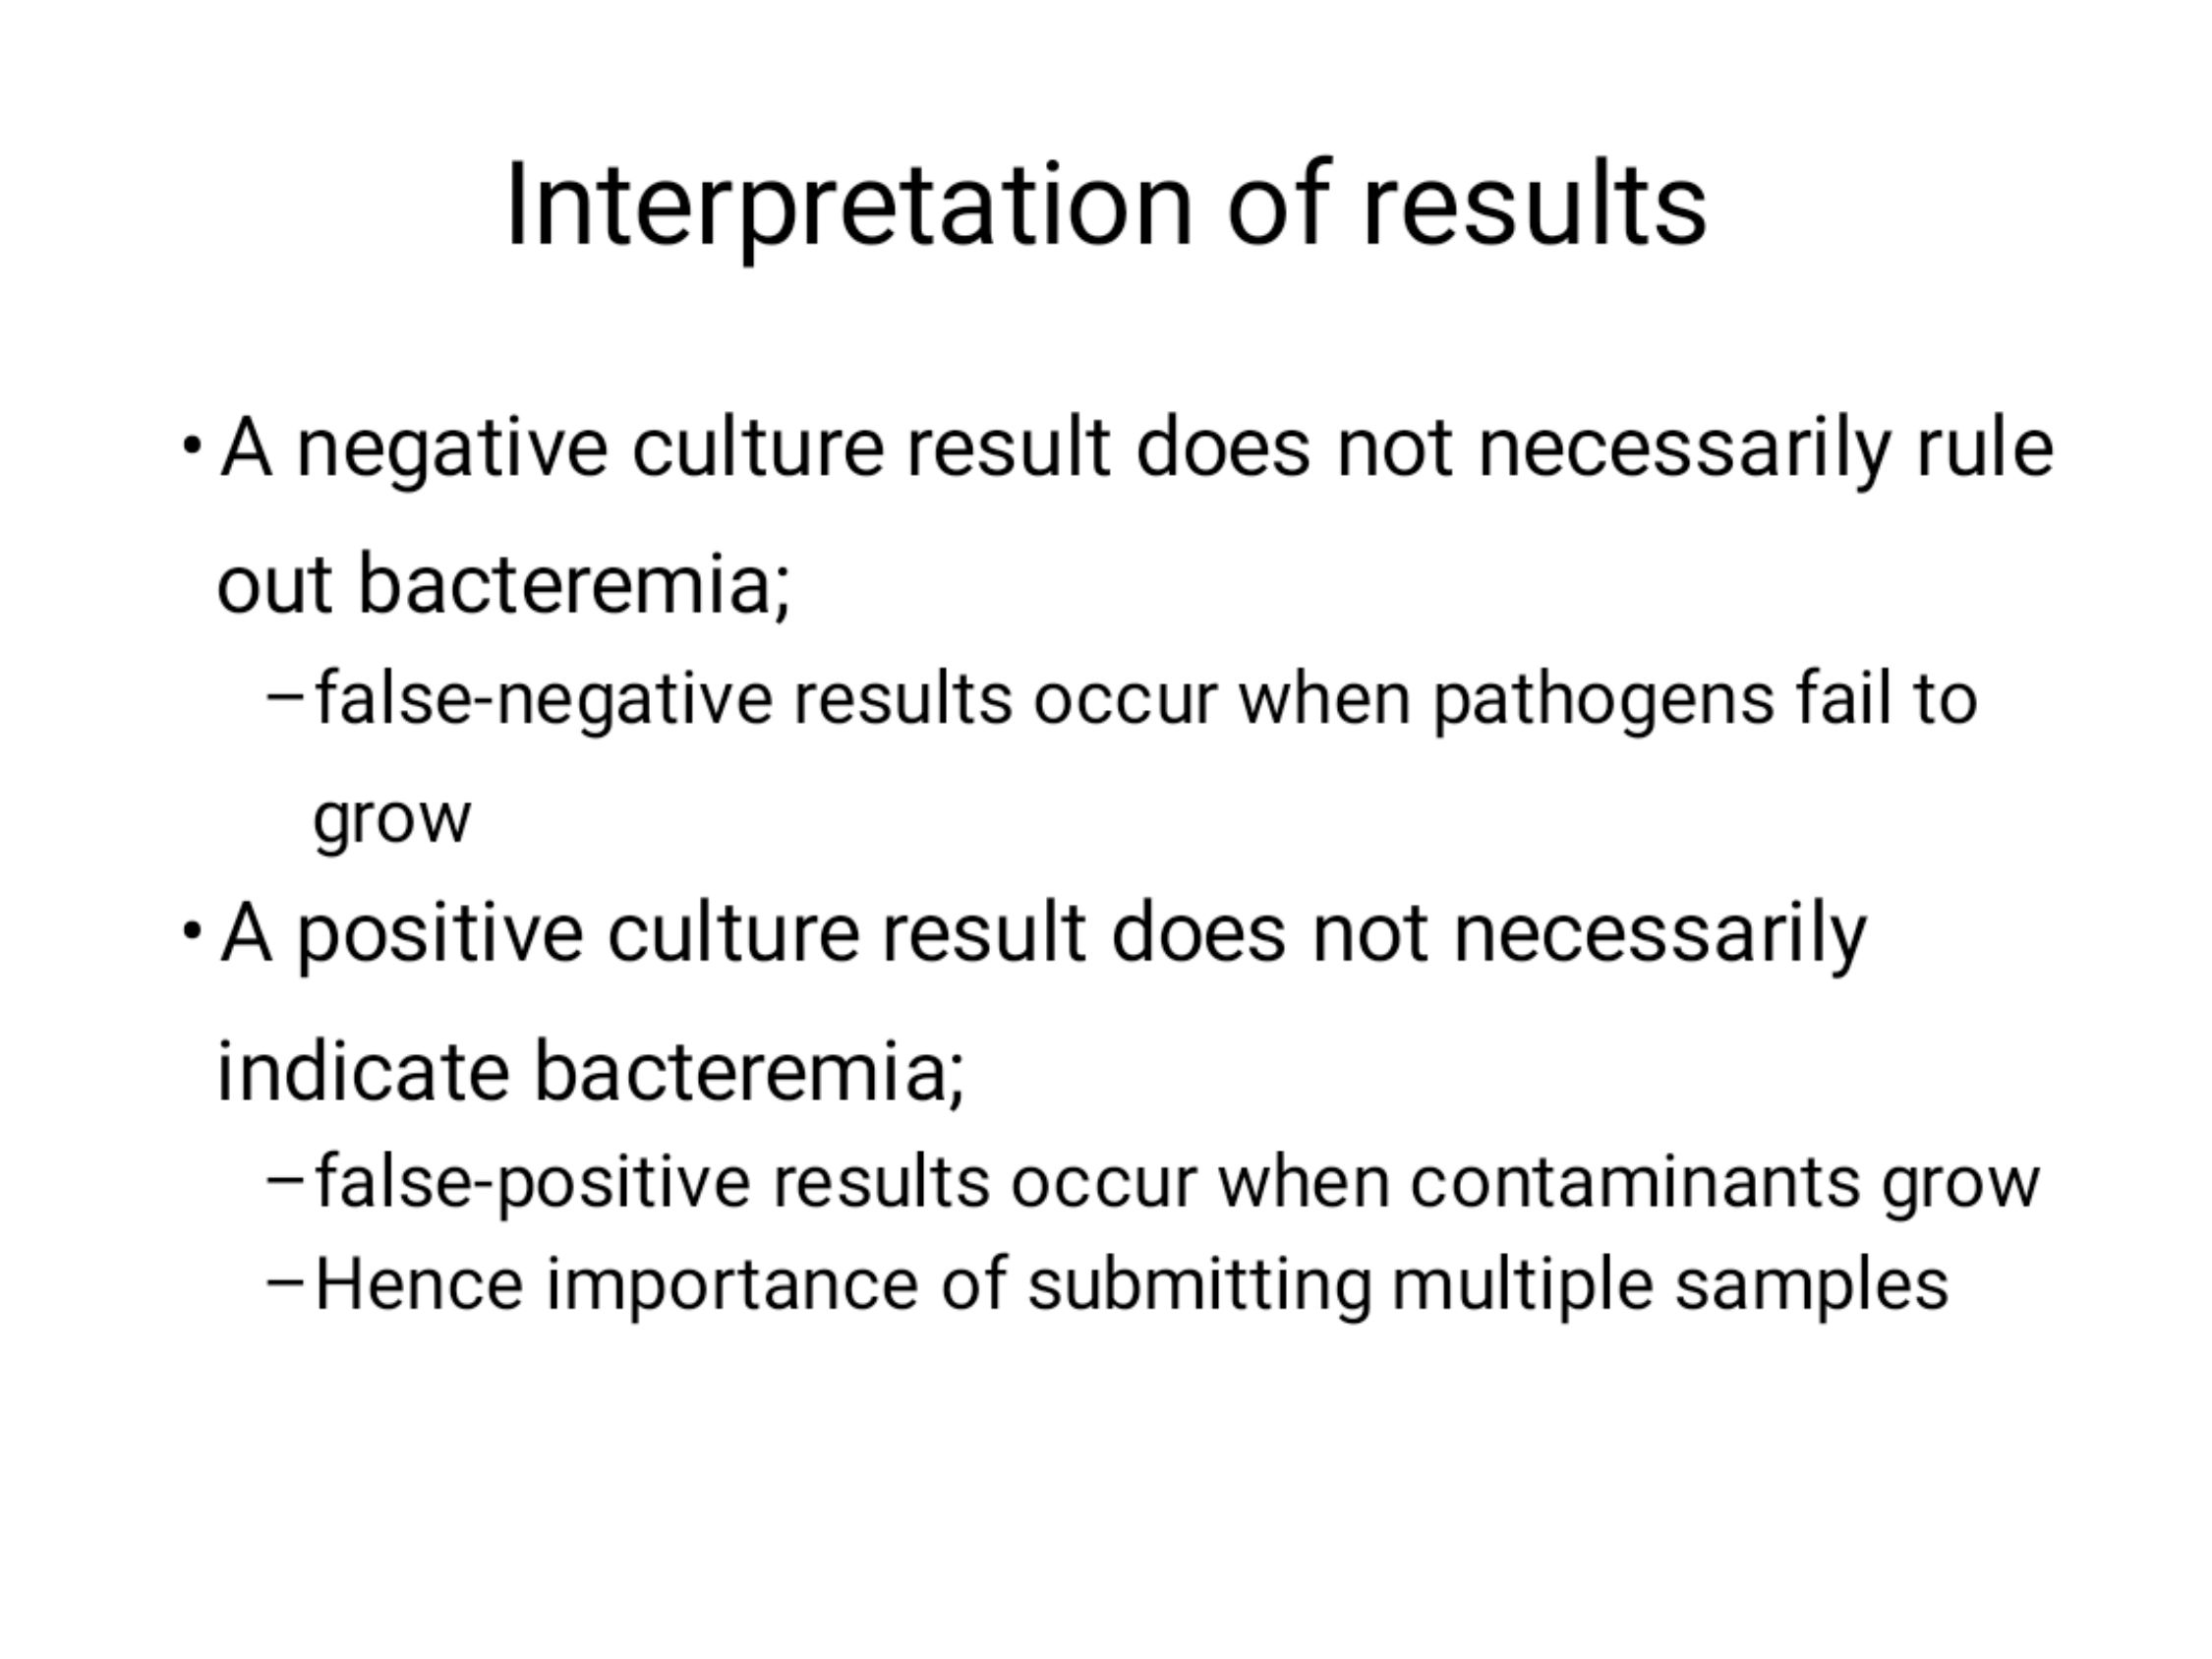 Interpretation of results
• A negative culture result does not necessarily rule
out bacteremia;
– false-negative results occur when pathogens fail to
grow
• A positive culture result does not necessarily
indicate bacteremia;
– false-positive results occur when contaminants grow
– Hence importance of submitting multiple samples